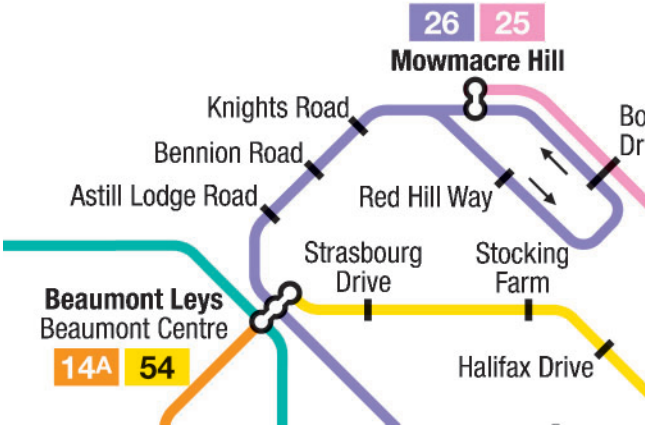 26 25
Mowmacre Hill
Knights Road
Bennion Road
Astill Lodge Road
Red Hill Way
Strasbourg
Drive
Stocking
Farm
Beaumont Leys
Beaumont Centre
14A 54
Halifax Drive